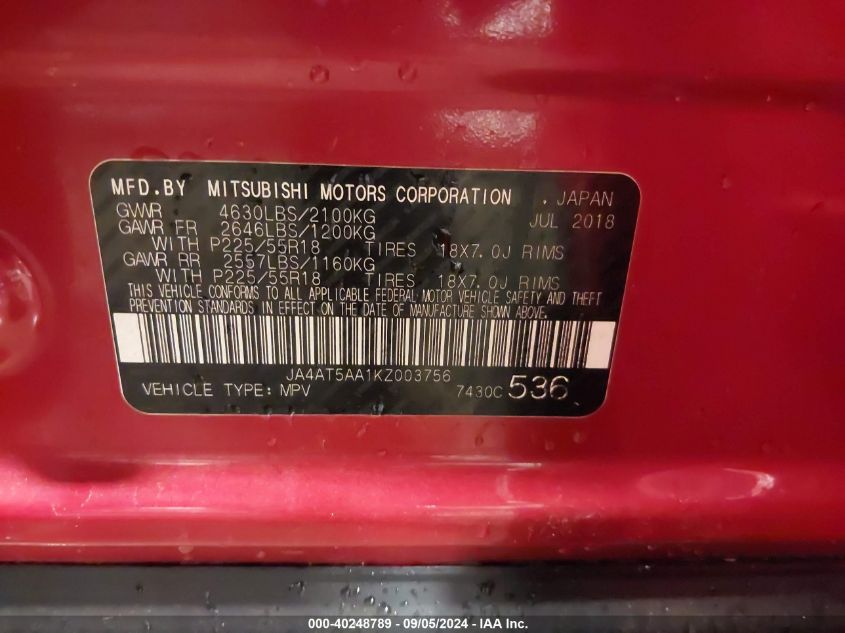 MFD.BY MITSUBISHI MOTORS CORPORATION . JAPAN
GVWR 4630LBS/2100KG JUL 2018
GAWR FR 2646LBS/1200KG
WITH P225/55R18 TIRES 18X7.0J RIMS
GAWR RR 2557LBS/1160KG
WITH P225/55R18 TIRES 18X7.0J RIMS
THIS VEHICLE CONFORMS TO ALL APPLICABLE FEDERAL MOTOR VEHICLE SAFETY AND THEFT
PREVENTION STANDARDS IN EFFECT ON THE DATE OF MANUFACTURE SHOWN ABOVE.
JA4AT5AA1KZ003756
VEHICLE TYPE: MPV 7430C 536
000-40248789 - 09/05/2024 - IAA Inc.